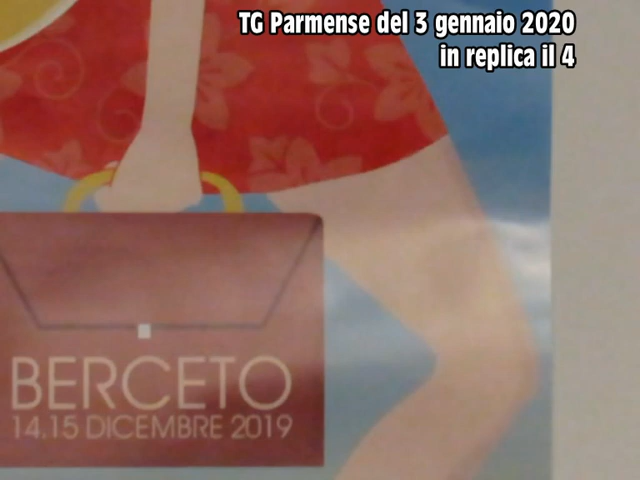 TG Parmense del 3 gennaio 2020
in replica il 4
BERCETO
14.15 DICEMBRE 2019